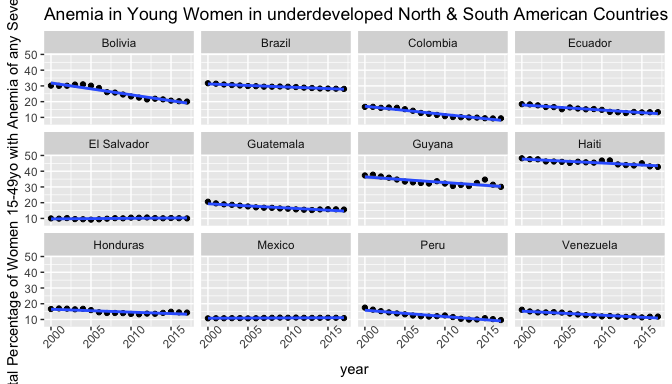 Anemia in Young Women in underdeveloped North & South American Countries
Bolivia Brazil Colombia Ecuador
50
40
30
20
10
El Salvador Guatemala Guyana Haiti
50
40
30
20
10
Honduras Mexico Peru Venezuela
50
40
30
20
10
2000 2005 2010 2015 2000 2005 2010 2015 2000 2005 2010 2015 2000 2005 2010 2015
year
Percentage of Women 15-49yo with Anemia of any